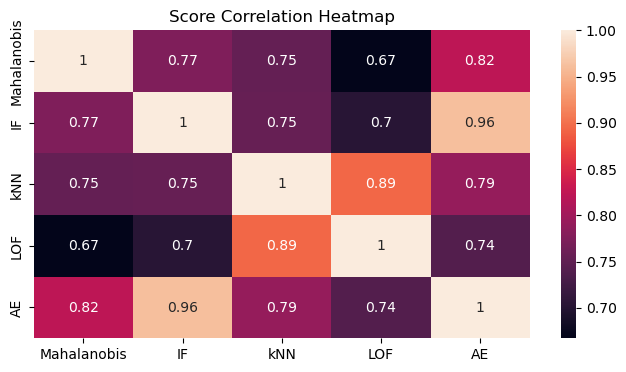 Score Correlation Heatmap
Mahalanobis 1 0.77 0.75 0.67 0.82
IF 0.77 1 0.75 0.7 0.96
kNN 0.75 0.75 1 0.89 0.79
LOF 0.67 0.7 0.89 1 0.74
AE 0.82 0.96 0.79 0.74 1
Mahalanobis IF kNN LOF AE
1.00
0.95
0.90
0.85
0.80
0.75
0.70